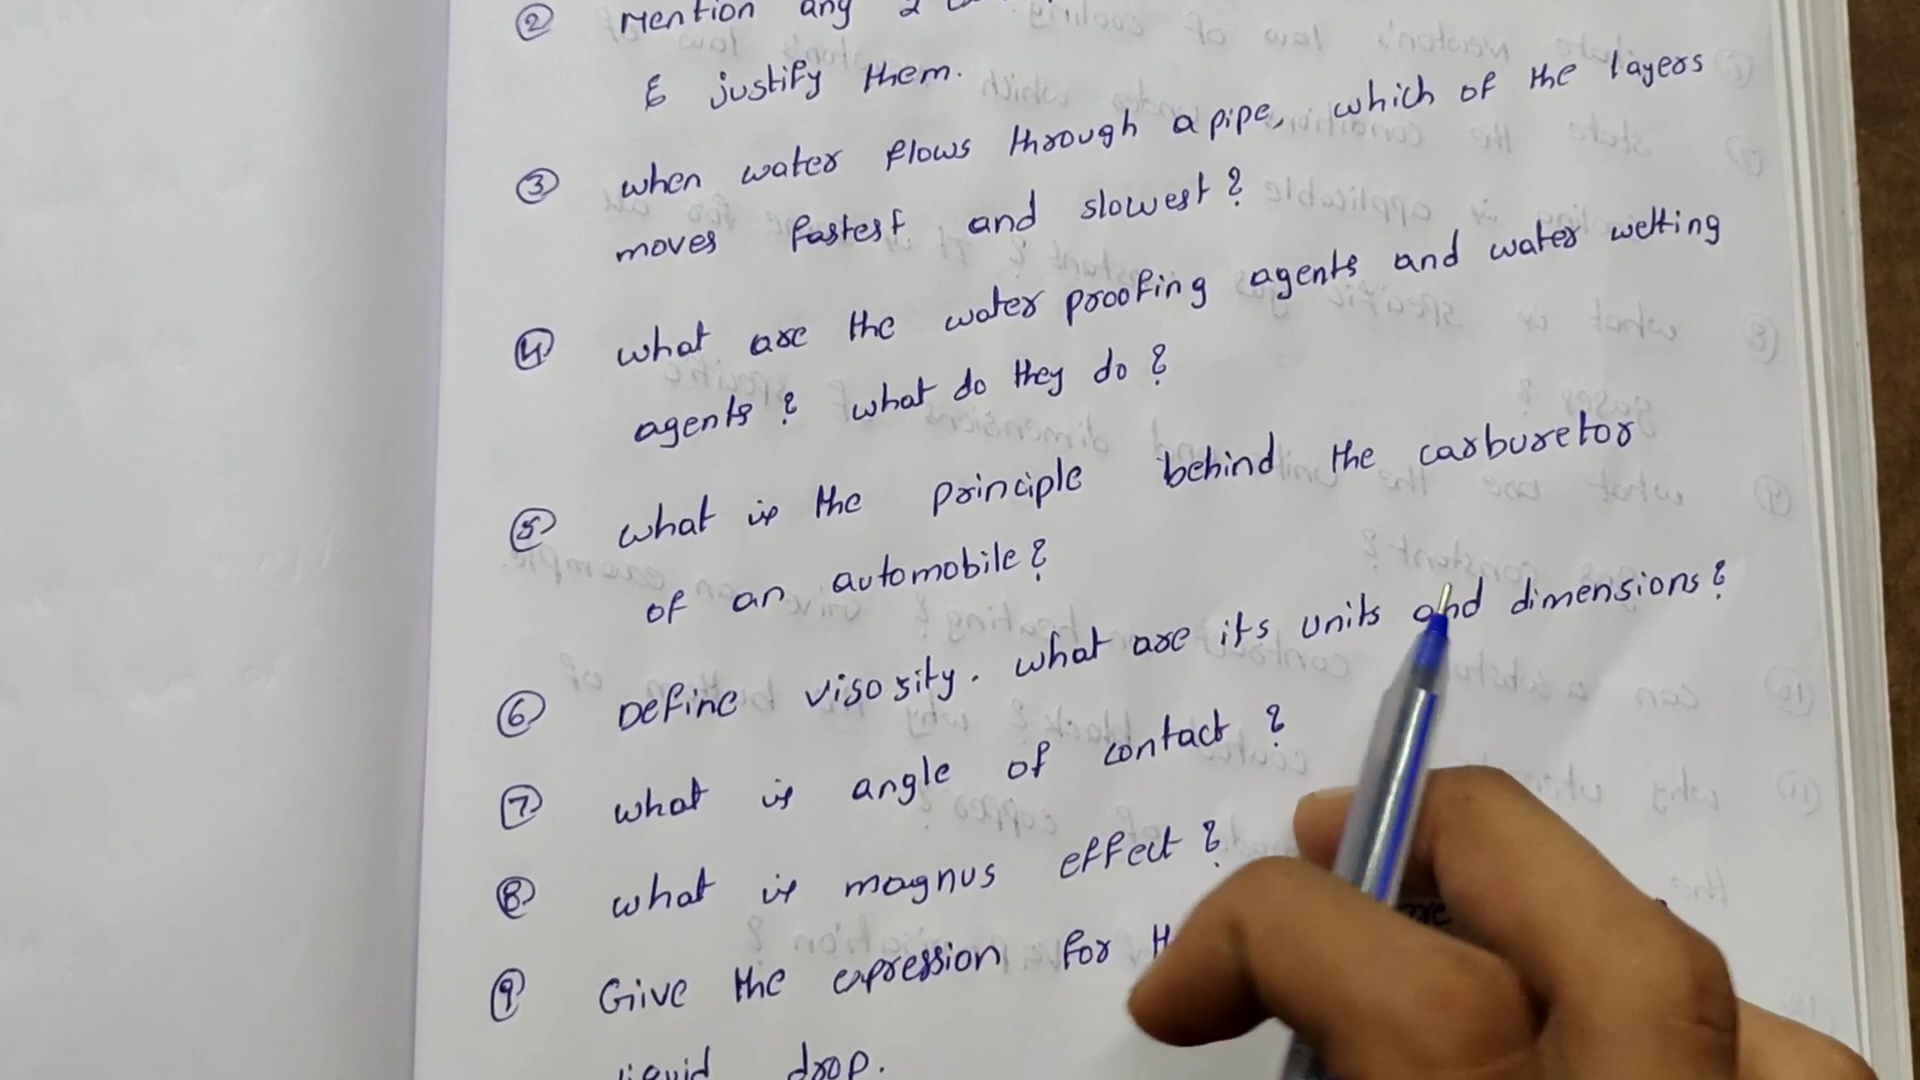 ② Mention any 2
& justify them.
③ when water flows through a pipe, which of the layers
moves fastest and slowest?
④ what are the water proofing agents and water wetting
agents? what do they do?
⑤ what is the principle behind the carburetor
of an automobile?
⑥ Define visosity. what are its units and dimensions?
⑦ what is angle of contact?
⑧ what is magnus effect?
⑨ Give the expression for
liquid drop.